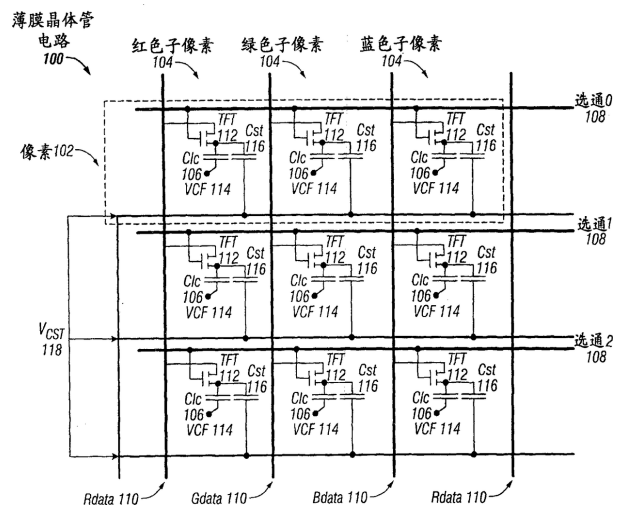 薄膜晶体管
电路
100
红色子像素
104
绿色子像素
104
蓝色子像素
104
选通0
108
像素102
TFT
112
Cst
116
Clc
106
VCF 114
TFT
112
Cst
116
Clc
106
VCF 114
TFT
112
Cst
116
Clc
106
VCF 114
选通1
108
TFT
112
Cst
116
Clc
106
VCF 114
TFT
112
Cst
116
Clc
106
VCF 114
TFT
112
Cst
116
Clc
106
VCF 114
VCST
118
选通2
108
TFT
112
Cst
116
Clc
106
VCF 114
TFT
112
Cst
116
Clc
106
VCF 114
TFT
112
Cst
116
Clc
106
VCF 114
Rdata 110
Gdata 110
Bdata 110
Rdata 110